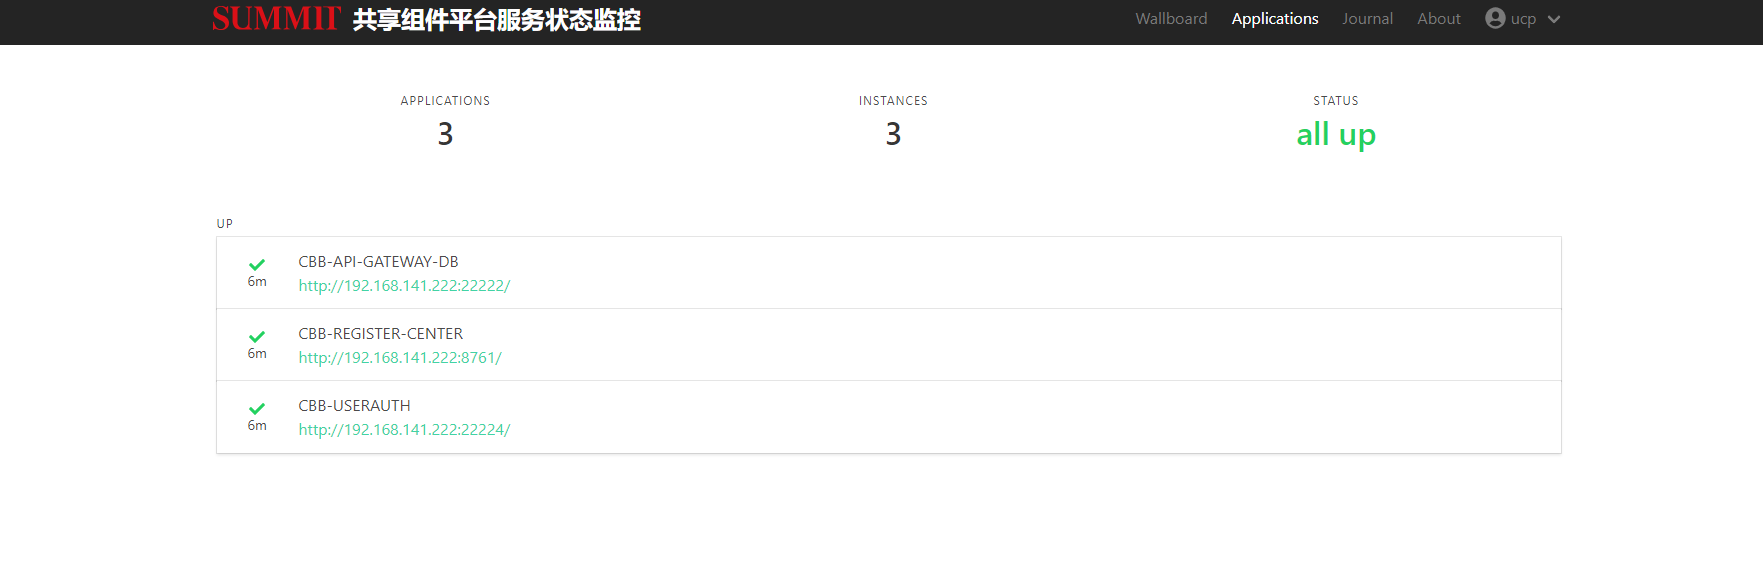 SUMMIT 共享组件平台服务状态监控
Wallboard Applications Journal About ucp
APPLICATIONS INSTANCES STATUS
3 3 all up
UP
CBB-API-GATEWAY-DB
6m http://192.168.141.222:22222/
CBB-REGISTER-CENTER
6m http://192.168.141.222:8761/
CBB-USERAUTH
6m http://192.168.141.222:22224/